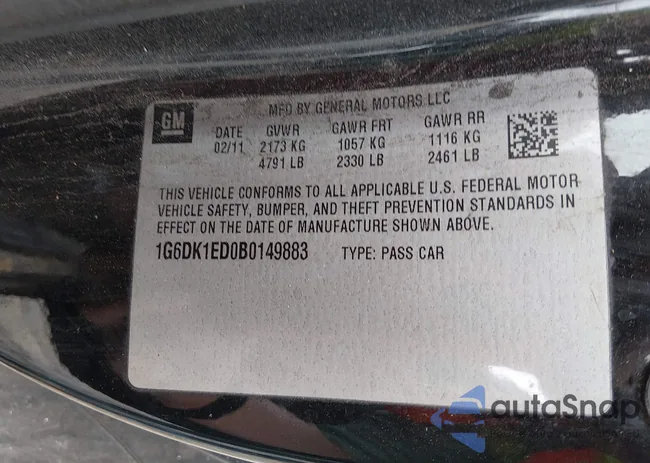 GM
MFD BY GENERAL MOTORS LLC
DATE GVWR GAWR FRT GAWR RR
02/11 2173 KG 1057 KG 1116 KG
4791 LB 2330 LB 2461 LB
THIS VEHICLE CONFORMS TO ALL APPLICABLE U.S. FEDERAL MOTOR
VEHICLE SAFETY, BUMPER, AND THEFT PREVENTION STANDARDS IN
EFFECT ON THE DATE OF MANUFACTURE SHOWN ABOVE.
1G6DK1ED0B0149883 TYPE: PASS CAR
autaSnap